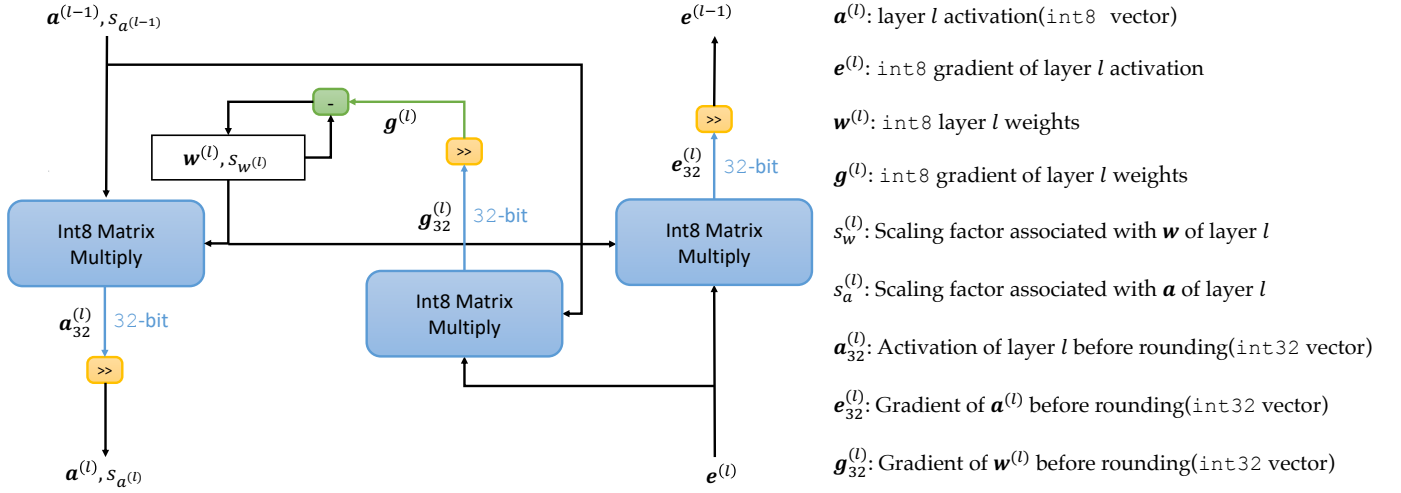 a^(l−1), s_a^(l−1)
e^(l−1)
-
>>
g^(l)
>>
w^(l), s_w^(l)
e_32^(l) 32-bit
g_32^(l) 32-bit
Int8 Matrix
Multiply
Int8 Matrix
Multiply
Int8 Matrix
Multiply
a_32^(l) 32-bit
>>
a^(l), s_a^(l)
e^(l)
a^(l): layer l activation(int8 vector)
e^(l): int8 gradient of layer l activation
w^(l): int8 layer l weights
g^(l): int8 gradient of layer l weights
s_w^(l): Scaling factor associated with w of layer l
s_a^(l): Scaling factor associated with a of layer l
a_32^(l): Activation of layer l before rounding(int32 vector)
e_32^(l): Gradient of a^(l) before rounding(int32 vector)
g_32^(l): Gradient of w^(l) before rounding(int32 vector)